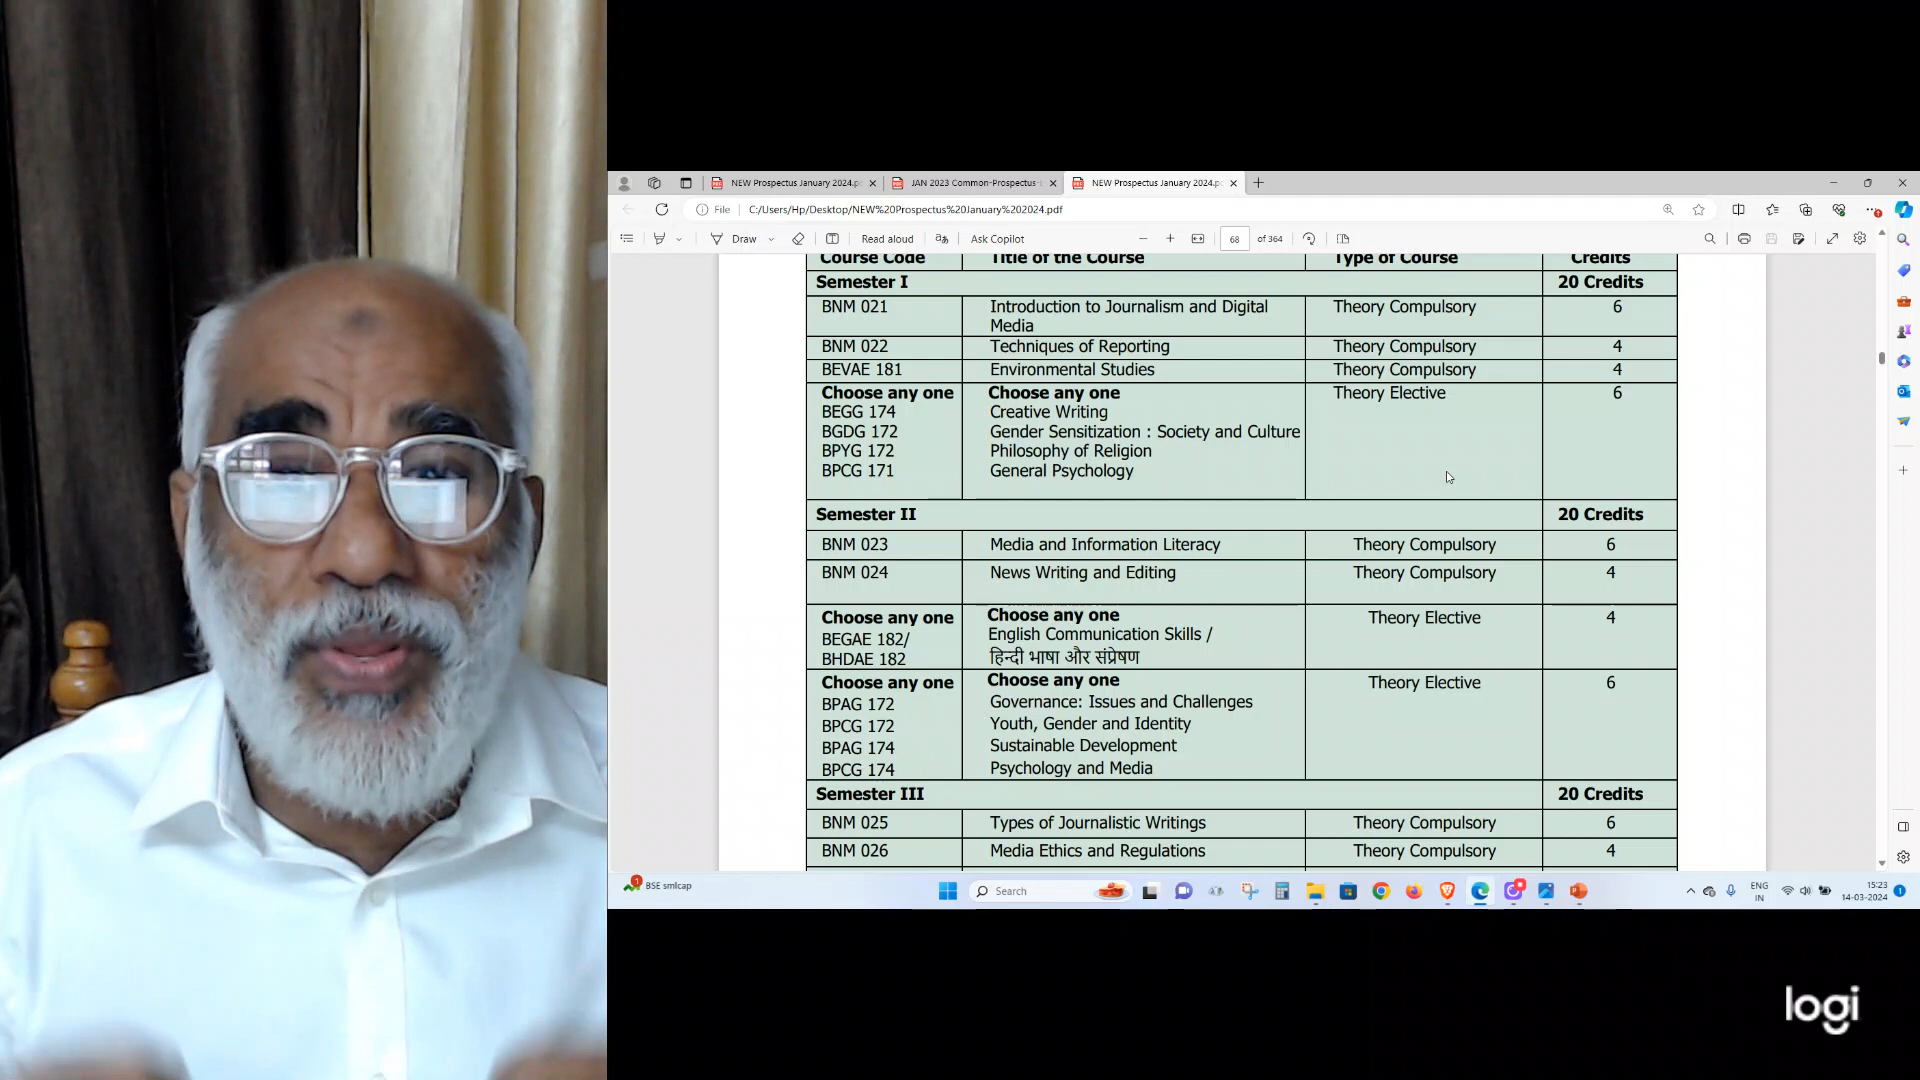 NEW Prospectus January 2024.p
JAN 2023 Common-Prospectus-
NEW Prospectus January 2024.p
File C:/Users/Hp/Desktop/NEW%20Prospectus%20January%202024.pdf
Draw Read aloud Ask Copilot 68 of 364
Course Code Title of the Course Type of Course Credits
Semester I 20 Credits
BNM 021 Introduction to Journalism and Digital Theory Compulsory 6
Media
BNM 022 Techniques of Reporting Theory Compulsory 4
BEVAE 181 Environmental Studies Theory Compulsory 4
Choose any one Choose any one Theory Elective 6
BEGG 174 Creative Writing
BGDG 172 Gender Sensitization : Society and Culture
BPYG 172 Philosophy of Religion
BPCG 171 General Psychology
Semester II 20 Credits
BNM 023 Media and Information Literacy Theory Compulsory 6
BNM 024 News Writing and Editing Theory Compulsory 4
Choose any one Choose any one Theory Elective 4
BEGAE 182/ English Communication Skills /
BHDAE 182 हिन्दी भाषा और संप्रेषण
Choose any one Choose any one Theory Elective 6
BPAG 172 Governance: Issues and Challenges
BPCG 172 Youth, Gender and Identity
BPAG 174 Sustainable Development
BPCG 174 Psychology and Media
Semester III 20 Credits
BNM 025 Types of Journalistic Writings Theory Compulsory 6
BNM 026 Media Ethics and Regulations Theory Compulsory 4
1 BSE smlcap Search ENG 15:23
IN 14-03-2024 1
logi